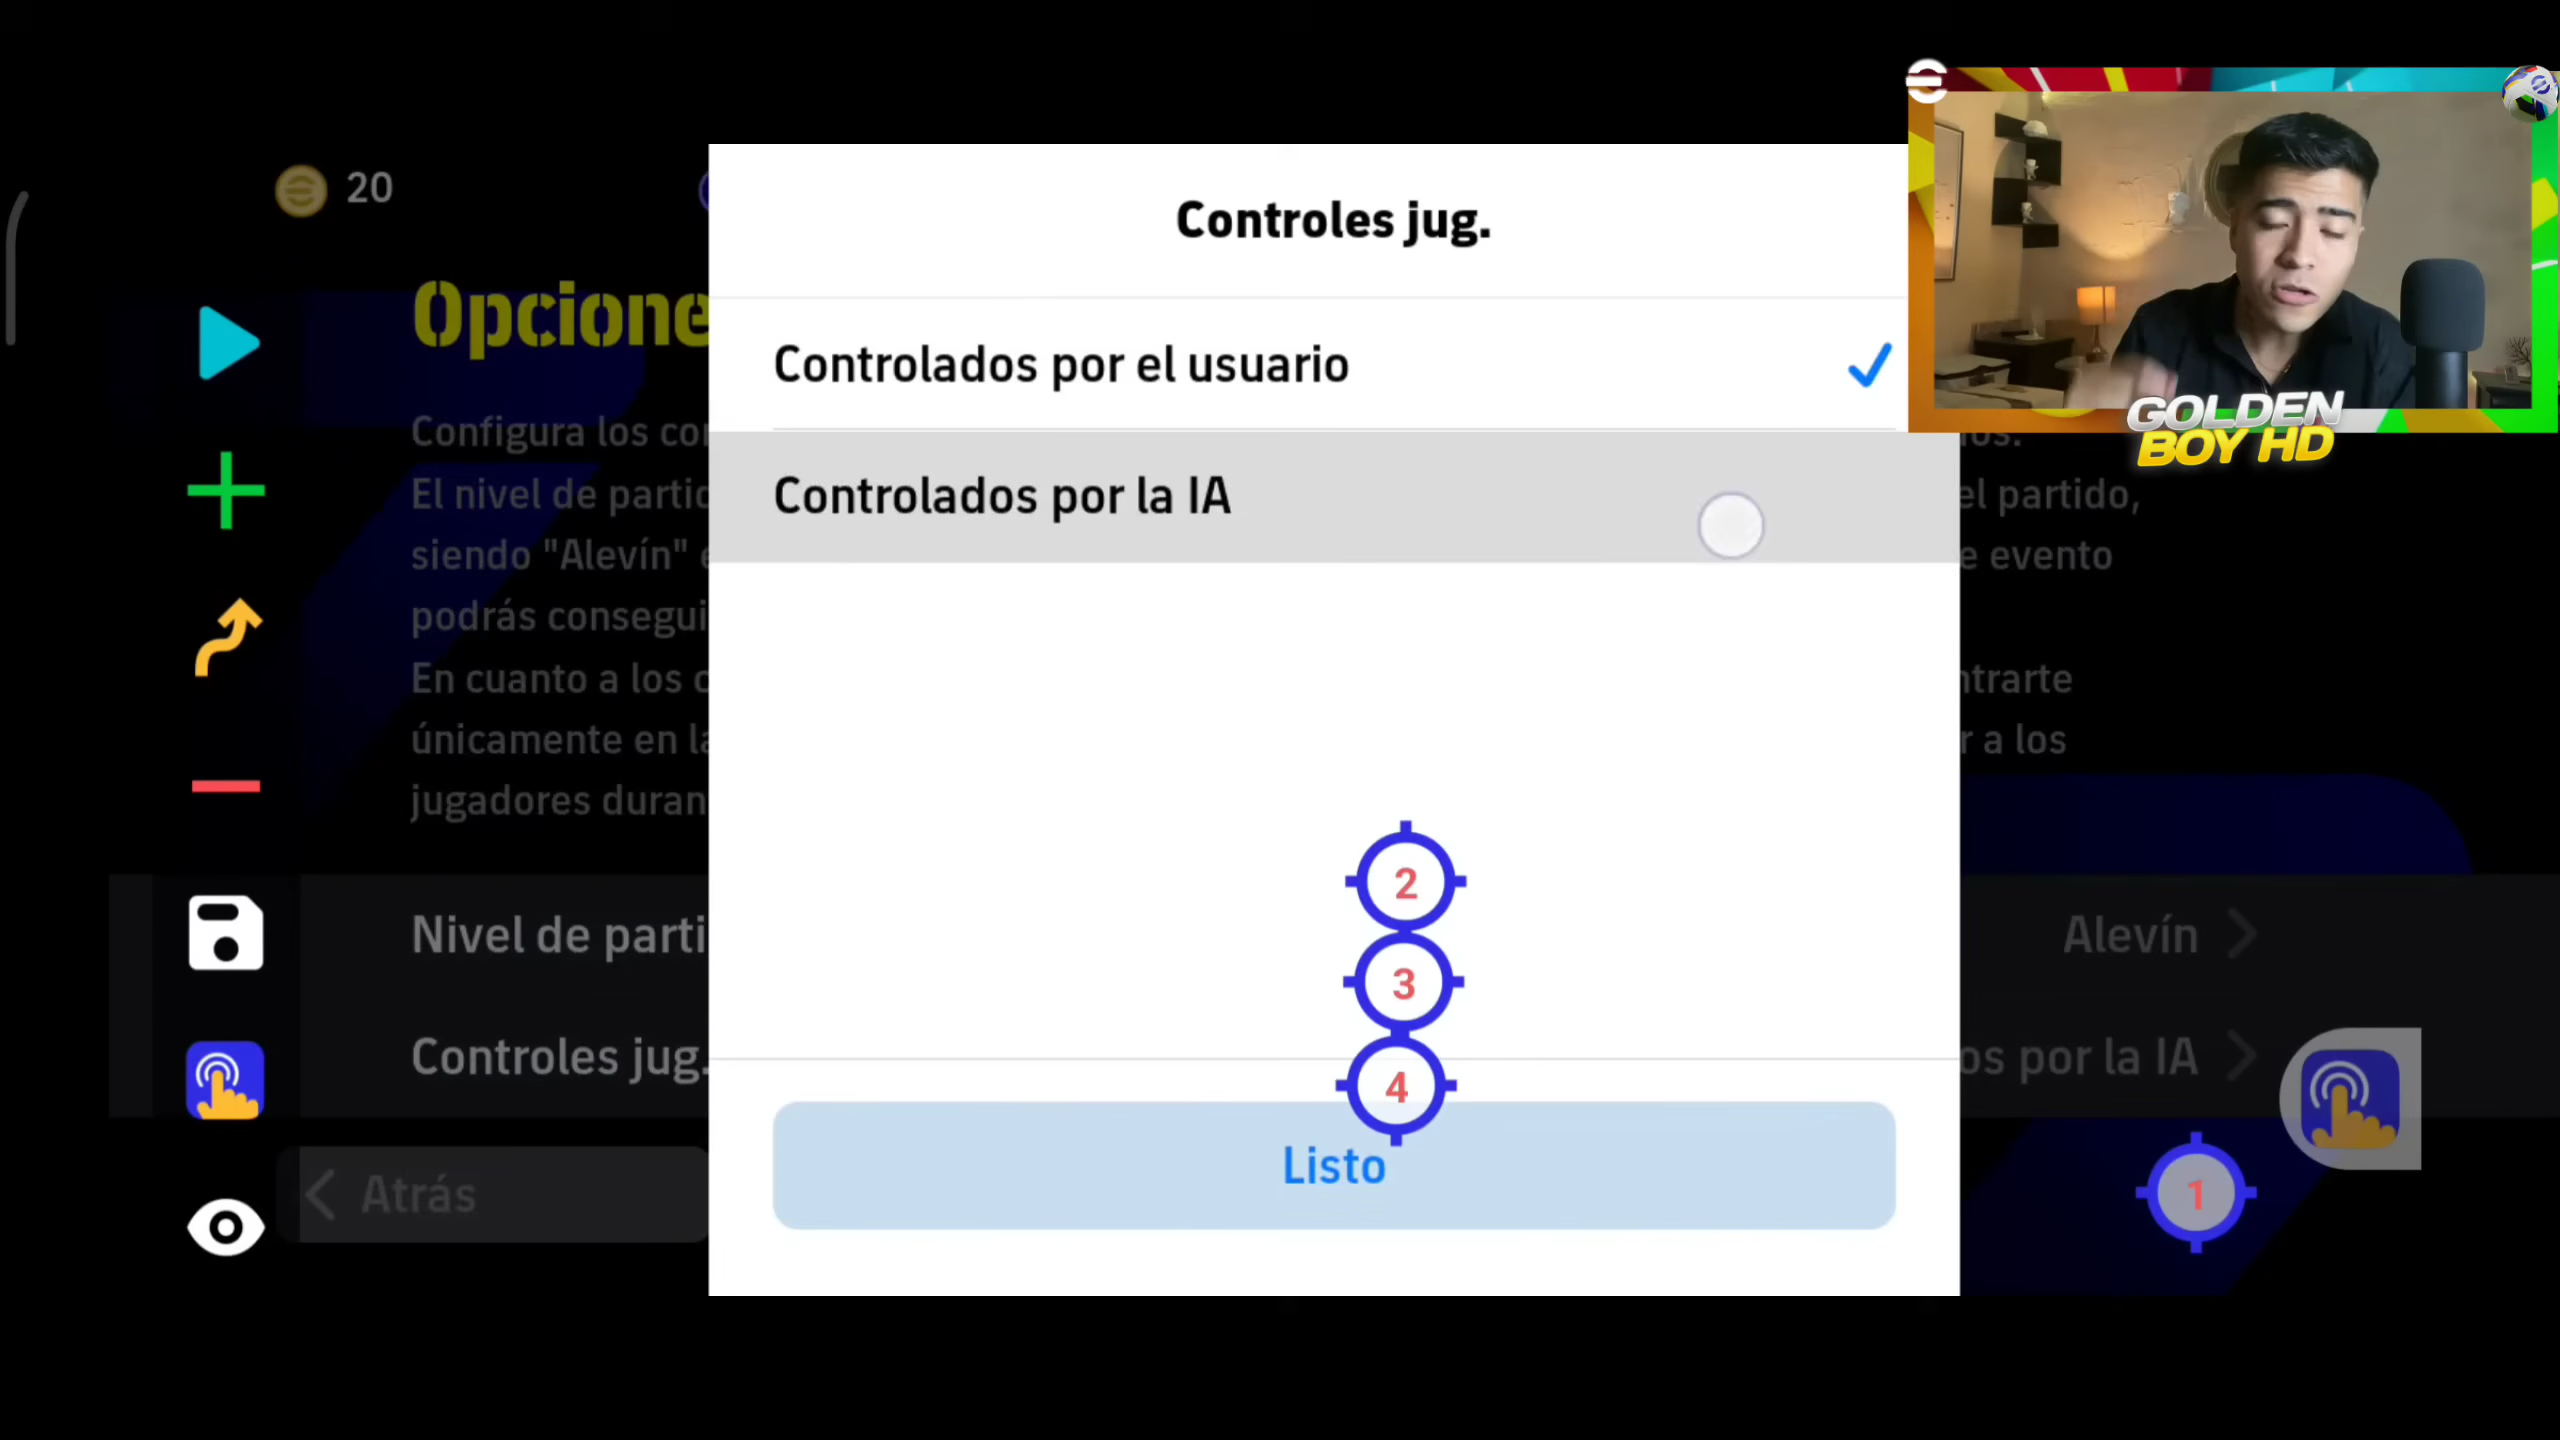 20
Controles jug.
Opcione
Controlados por el usuario
GOLDEN
BOY HD
Configura los cor
los.
El nivel de partic
Controlados por la IA
el partido,
siendo "Alevín" e
e evento
podrás consegui
En cuanto a los c
ntrarte
únicamente en la
r a los
jugadores duran
2
Nivel de parti
Alevín
3
Controles jug.
os por la IA
4
Listo
Atrás
1